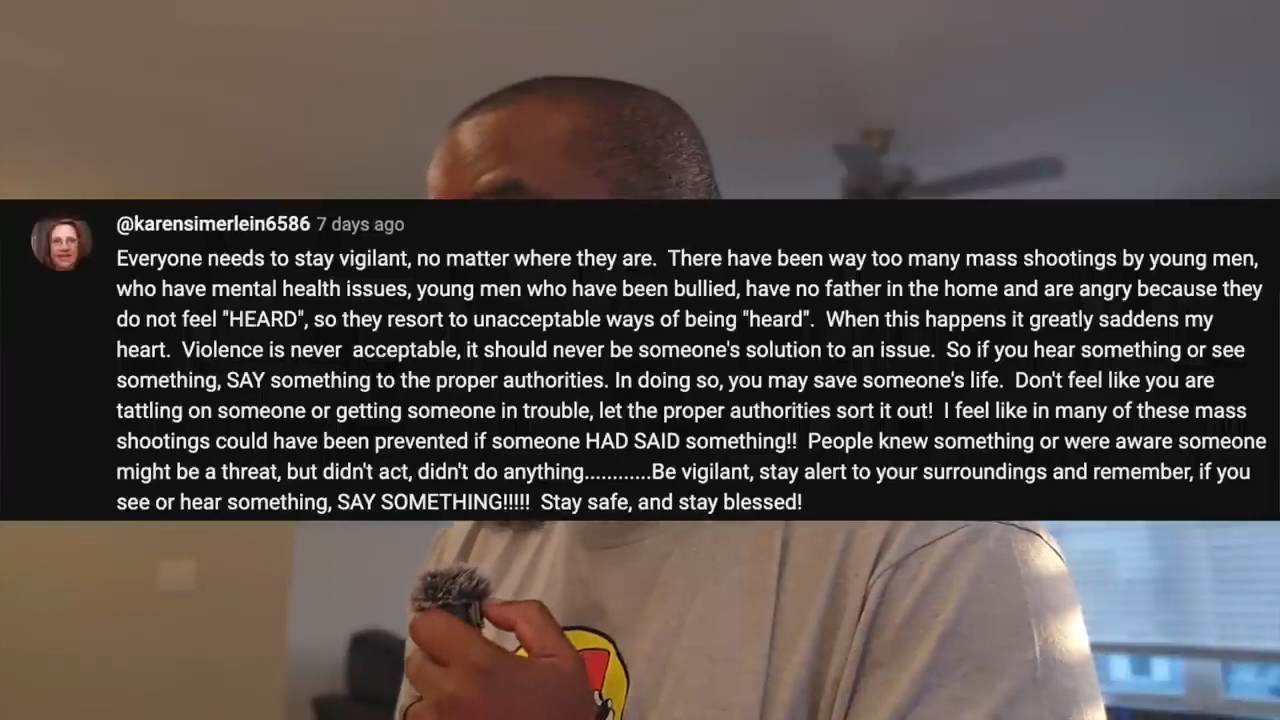 @karensimerlein6586 7 days ago
Everyone needs to stay vigilant, no matter where they are.  There have been way too many mass shootings by young men,
who have mental health issues, young men who have been bullied, have no father in the home and are angry because they
do not feel "HEARD", so they resort to unacceptable ways of being "heard".  When this happens it greatly saddens my
heart.  Violence is never  acceptable, it should never be someone's solution to an issue.  So if you hear something or see
something, SAY something to the proper authorities. In doing so, you may save someone's life.  Don't feel like you are
tattling on someone or getting someone in trouble, let the proper authorities sort it out!  I feel like in many of these mass
shootings could have been prevented if someone HAD SAID something!!  People knew something or were aware someone
might be a threat, but didn't act, didn't do anything............Be vigilant, stay alert to your surroundings and remember, if you
see or hear something, SAY SOMETHING!!!!!  Stay safe, and stay blessed!